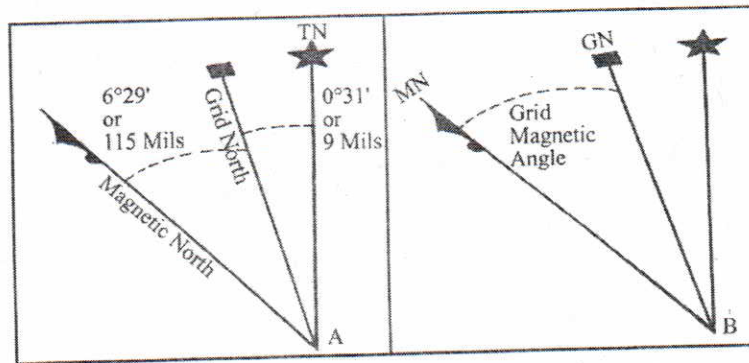 TN
6°29'
or
115 Mils
Grid North
0°31'
or
9 Mils
Magnetic North
A
MN
GN
Grid
Magnetic
Angle
B